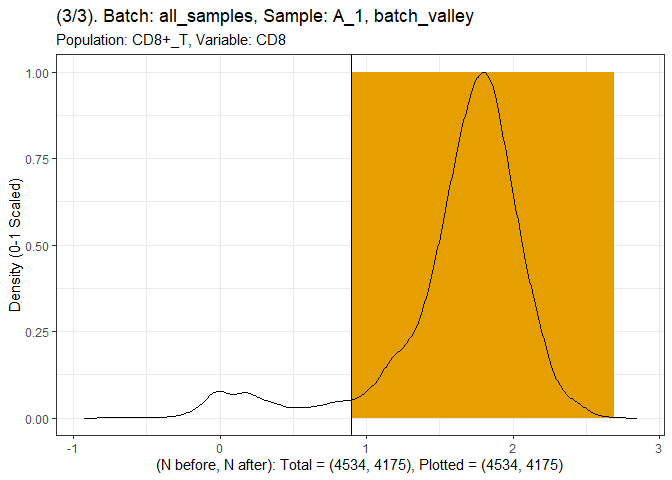 (3/3). Batch: all_samples, Sample: A_1, batch_valley
Population: CD8+_T, Variable: CD8
Density (0-1 Scaled)
1.00
0.75
0.50
0.25
0.00
-1
0
1
2
3
(N before, N after): Total = (4534, 4175), Plotted = (4534, 4175)